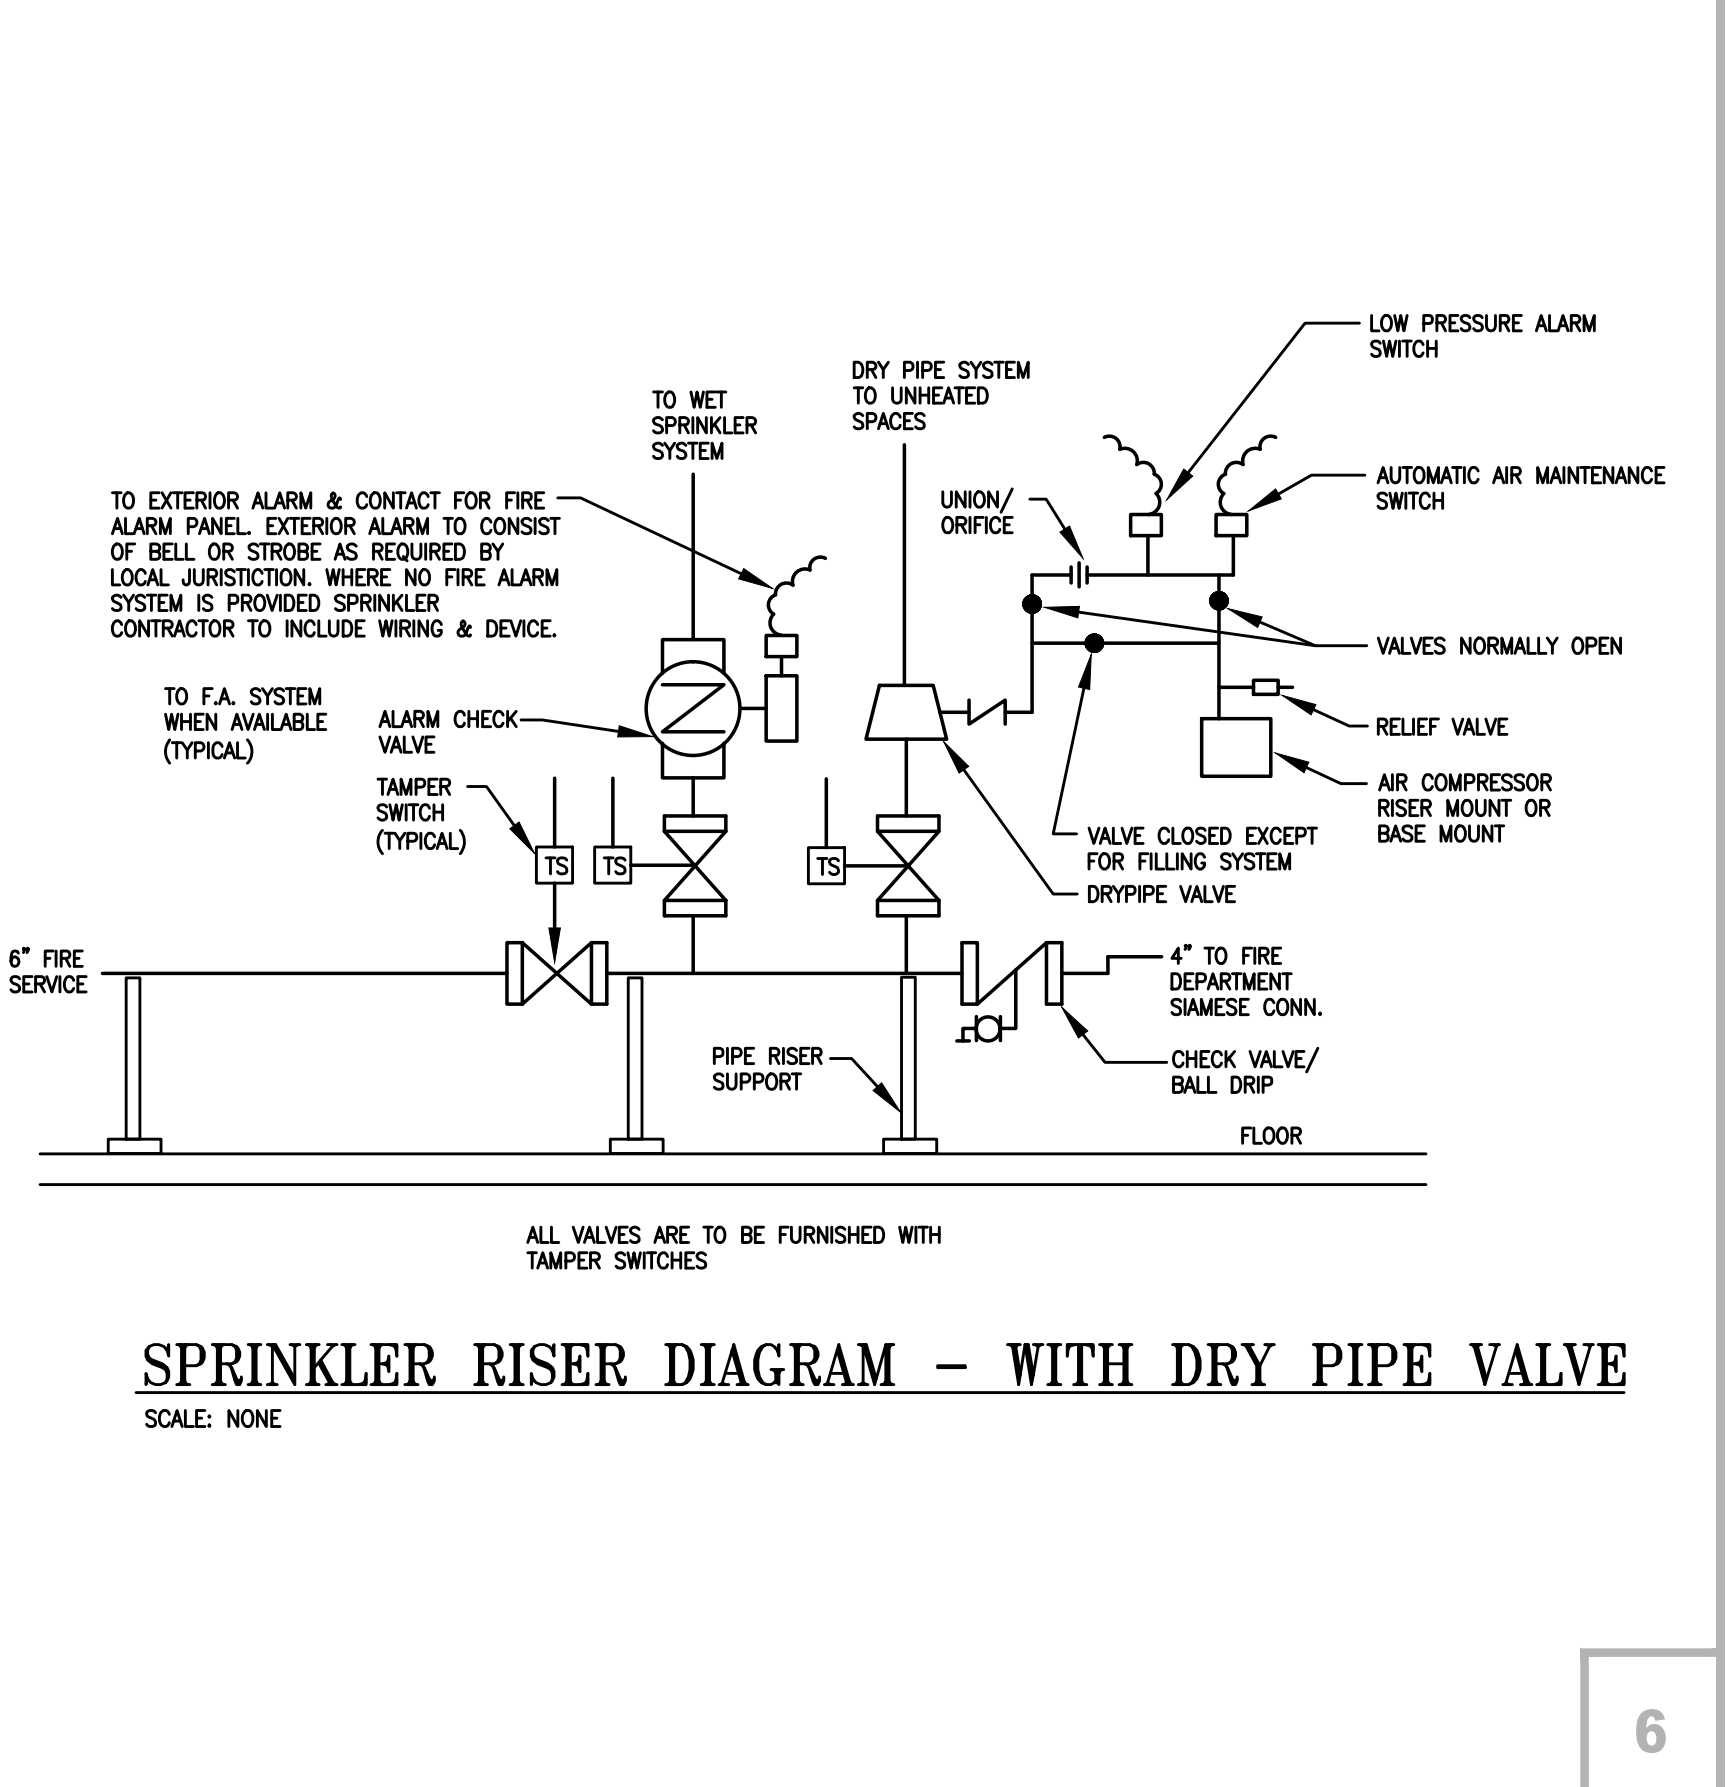 LOW PRESSURE ALARM
SWITCH
DRY PIPE SYSTEM
TO UNHEATED
SPACES
TO WET
SPRINKLER
SYSTEM
AUTOMATIC AIR MAINTENANCE
SWITCH
UNION/
ORIFICE
TO EXTERIOR ALARM & CONTACT FOR FIRE
ALARM PANEL. EXTERIOR ALARM TO CONSIST
OF BELL OR STROBE AS REQUIRED BY
LOCAL JURISTICTION. WHERE NO FIRE ALARM
SYSTEM IS PROVIDED SPRINKLER
CONTRACTOR TO INCLUDE WIRING & DEVICE.
VALVES NORMALLY OPEN
TO F.A. SYSTEM
WHEN AVAILABLE
(TYPICAL)
ALARM CHECK
VALVE
RELIEF VALVE
TAMPER
SWITCH
(TYPICAL)
AIR COMPRESSOR
RISER MOUNT OR
BASE MOUNT
VALVE CLOSED EXCEPT
FOR FILLING SYSTEM
TS
TS
TS
DRYPIPE VALVE
6" FIRE
SERVICE
4" TO FIRE
DEPARTMENT
SIAMESE CONN.
PIPE RISER
SUPPORT
CHECK VALVE/
BALL DRIP
FLOOR
ALL VALVES ARE TO BE FURNISHED WITH
TAMPER SWITCHES
SPRINKLER RISER DIAGRAM - WITH DRY PIPE VALVE
SCALE: NONE
6